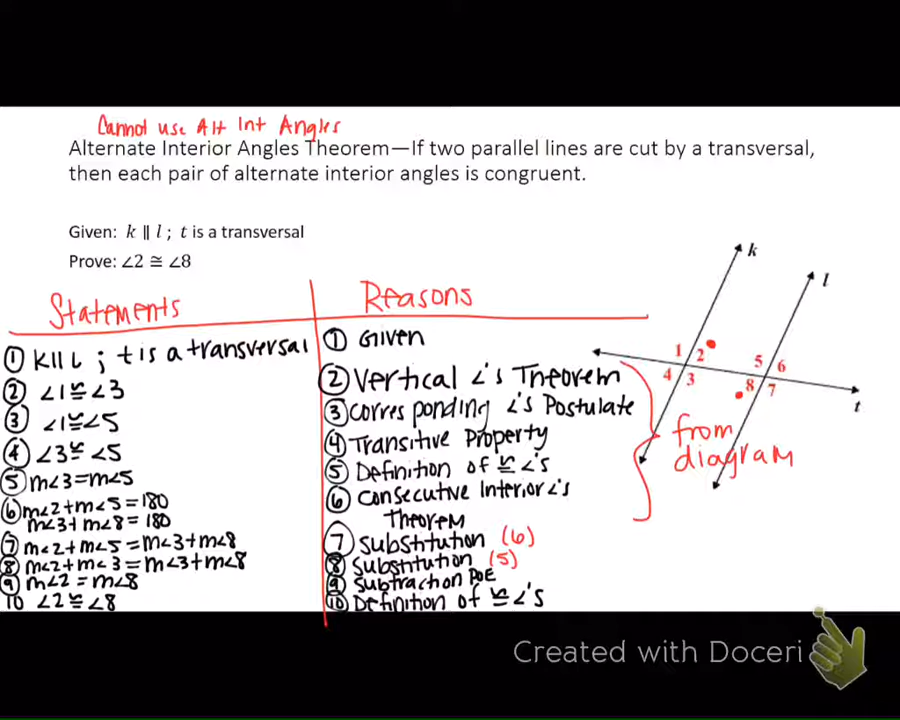 Cannot use Alt Int Angles
Alternate Interior Angles Theorem—If two parallel lines are cut by a transversal,
then each pair of alternate interior angles is congruent.
Given: k ∥ l ; t is a transversal
Prove: ∠2 ≅ ∠8
Statements
① k ∥ l ; t is a transversal
② ∠1 ≅ ∠3
③ ∠1 ≅ ∠5
④ ∠3 ≅ ∠5
⑤ m∠3 = m∠5
⑥ m∠2 + m∠5 = 180
m∠3 + m∠8 = 180
⑦ m∠2 + m∠5 = m∠3 + m∠8
⑧ m∠2 + m∠3 = m∠3 + m∠8
⑨ m∠2 = m∠8
10 ∠2 ≅ ∠8
Reasons
① Given
② Vertical ∠'s Theorem
③ Corresponding ∠'s Postulate
④ Transitive Property
⑤ Definition of ≅ ∠'s
⑥ Consecutive Interior ∠'s
Theorem
⑦ Substitution (6)
⑧ Substitution (5)
⑨ Subtraction PoE
⑩ Definition of ≅ ∠'s
k
l
1 2
5 6
4 3
8 7
t
from
diagram
Created with Doceri